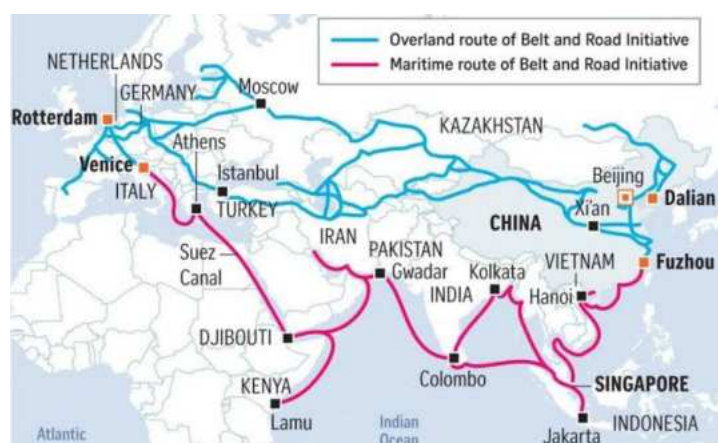 Overland route of Belt and Road Initiative
Maritime route of Belt and Road Initiative
NETHERLANDS
GERMANY
Moscow
Rotterdam
Athens
KAZAKHSTAN
Venice
Istanbul
Beijing
ITALY
TURKEY
Dalian
Xi'an
CHINA
IRAN
Suez
Canal
PAKISTAN
Gwadar
Kolkata
VIETNAM
Fuzhou
INDIA
Hanoi
DJIBOUTI
KENYA
Colombo
SINGAPORE
Lamu
Atlantic
Indian
Ocean
Jakarta
INDONESIA